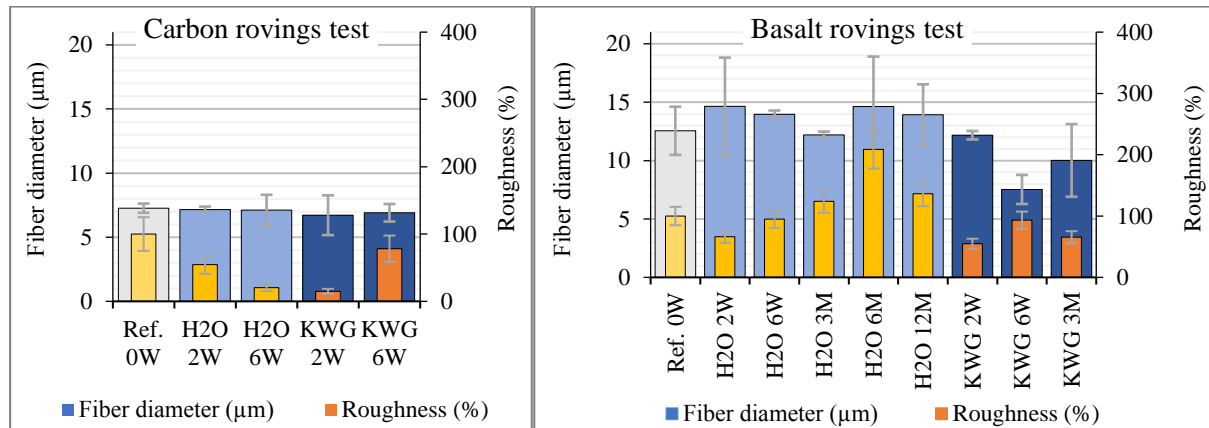 Carbon rovings test
Fiber diameter (µm)
20
15
10
5
0
400
300
200
100
0
Roughness (%)
Ref. 0W
H2O 2W
H2O 6W
KWG 2W
KWG 6W
Fiber diameter (µm)
Roughness (%)
Basalt rovings test
Fiber diameter (µm)
20
15
10
5
0
400
300
200
100
0
Roughness (%)
Ref. 0W
H2O 2W
H2O 6W
H2O 3M
H2O 6M
H2O 12M
KWG 2W
KWG 6W
KWG 3M
Fiber diameter (µm)
Roughness (%)